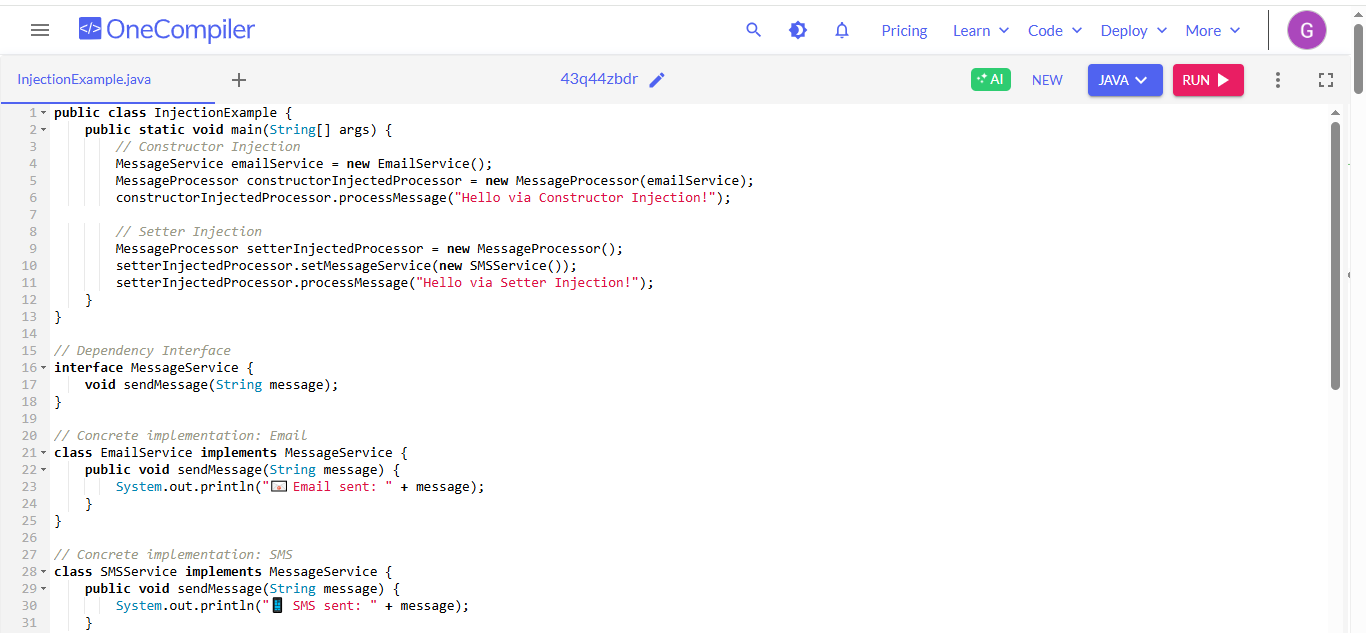 </> OneCompiler Pricing Learn Code Deploy More G
InjectionExample.java + 43q44zbdr AI NEW JAVA RUN
1 public class InjectionExample {
2     public static void main(String[] args) {
3         // Constructor Injection
4         MessageService emailService = new EmailService();
5         MessageProcessor constructorInjectedProcessor = new MessageProcessor(emailService);
6         constructorInjectedProcessor.processMessage("Hello via Constructor Injection!");
7
8         // Setter Injection
9         MessageProcessor setterInjectedProcessor = new MessageProcessor();
10         setterInjectedProcessor.setMessageService(new SMSService());
11         setterInjectedProcessor.processMessage("Hello via Setter Injection!");
12     }
13 }
14
15 // Dependency Interface
16 interface MessageService {
17     void sendMessage(String message);
18 }
19
20 // Concrete implementation: Email
21 class EmailService implements MessageService {
22     public void sendMessage(String message) {
23         System.out.println("📧 Email sent: " + message);
24     }
25 }
26
27 // Concrete implementation: SMS
28 class SMSService implements MessageService {
29     public void sendMessage(String message) {
30         System.out.println("📱 SMS sent: " + message);
31     }